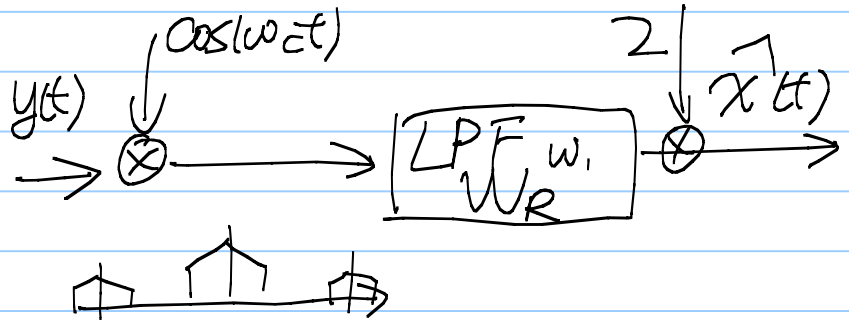 cos(ωct)
2
y(t)
x̂(t)
×
LPF ω1
WR
×